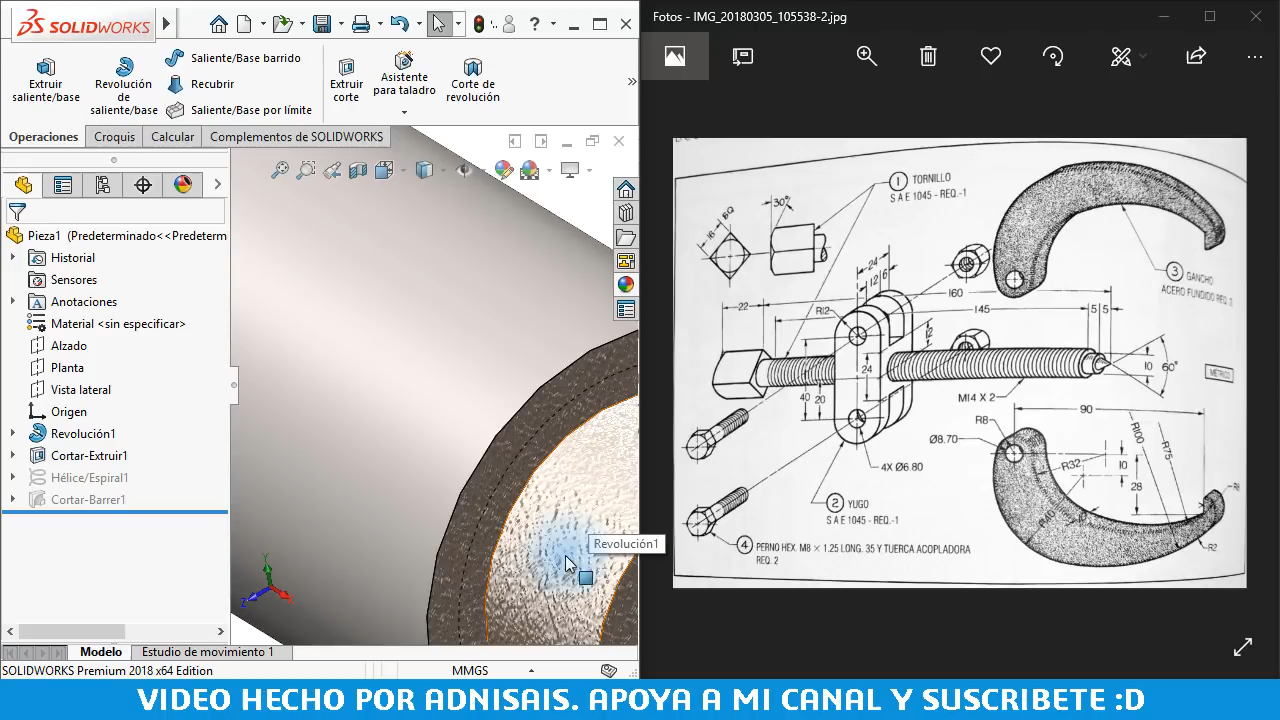 SOLIDWORKS
Extruir
saliente/base
Revolución
de
saliente/base
Saliente/Base barrido
Recubrir
Saliente/Base por límite
Extruir
corte
Asistente
para taladro
Corte de
revolución
Operaciones
Croquis
Calcular
Complementos de SOLIDWORKS
Pieza1 (Predeterminado<<Predeterm
Historial
Sensores
Anotaciones
Material <sin especificar>
Alzado
Planta
Vista lateral
Origen
Revolución1
Cortar-Extruir1
Hélice/Espiral1
Cortar-Barrer1
Revolución1
Y
Z
X
Modelo
Estudio de movimiento 1
SOLIDWORKS Premium 2018 x64 Edition
MMGS
Fotos - IMG_20180305_105538-2.jpg
1 TORNILLO
S A E 1045 - REQ.-1
30°
16
24
12
6
3 GANCHO
ACERO FUNDIDO REQ.
22
160
R12
145
5
5
12
24
40
20
10
60°
METRICO
M14 X 2
90
R8
Ø8.70
R100
R75
4X Ø6.80
R32
10
28
R40
R2
2 YUGO
S A E 1045 - REQ.-1
4 PERNO HEX. M8 × 1.25 LONG. 35 Y TUERCA ACOPLADORA
REQ. 2
VIDEO HECHO POR ADNISAIS. APOYA A MI CANAL Y SUSCRIBETE :D